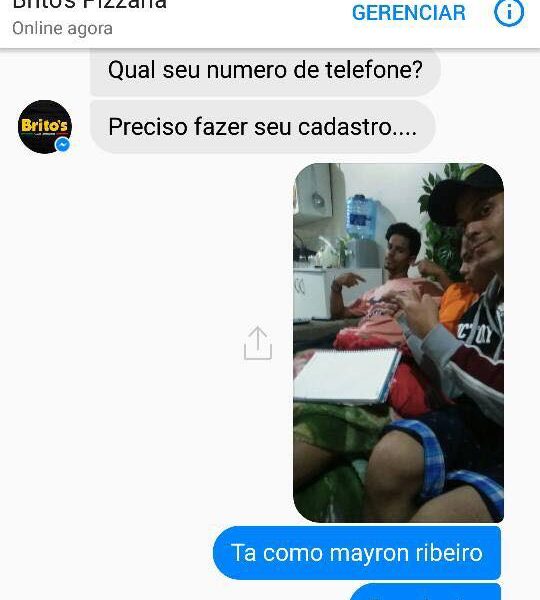 Brito's Pizzaria
Online agora
GERENCIAR
Qual seu numero de telefone?
Brito's
Preciso fazer seu cadastro....
Ta como mayron ribeiro